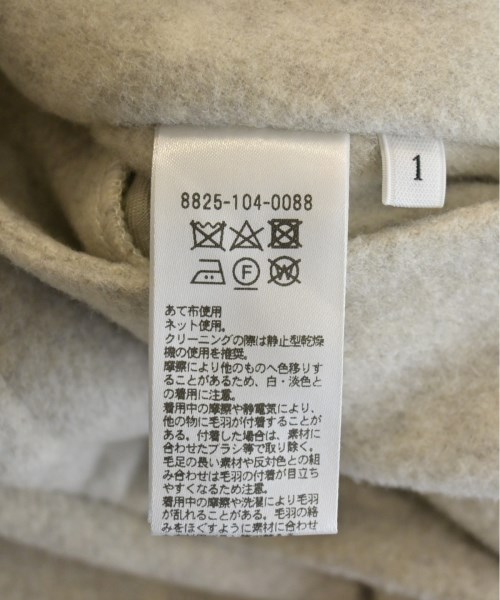 8825-104-0088
1
F
W
あて布使用
ネット使用。
クリーニングの際は静止型乾燥
機の使用を推奨。
摩擦により他のものへ色移りす
ることがあるため、白・淡色と
の着用に注意。
着用中の摩擦や静電気により、
他の物に毛羽が付着することが
ある。付着した場合は、素材に
合わせたブラシ等で取り除く。
毛足の長い素材や反対色との組
み合わせは毛羽の付着が目立ち
やすくなるため注意。
着用中の摩擦や洗濯により毛羽
が乱れることがある。毛羽の絡
みをほぐすように素材に合わせ